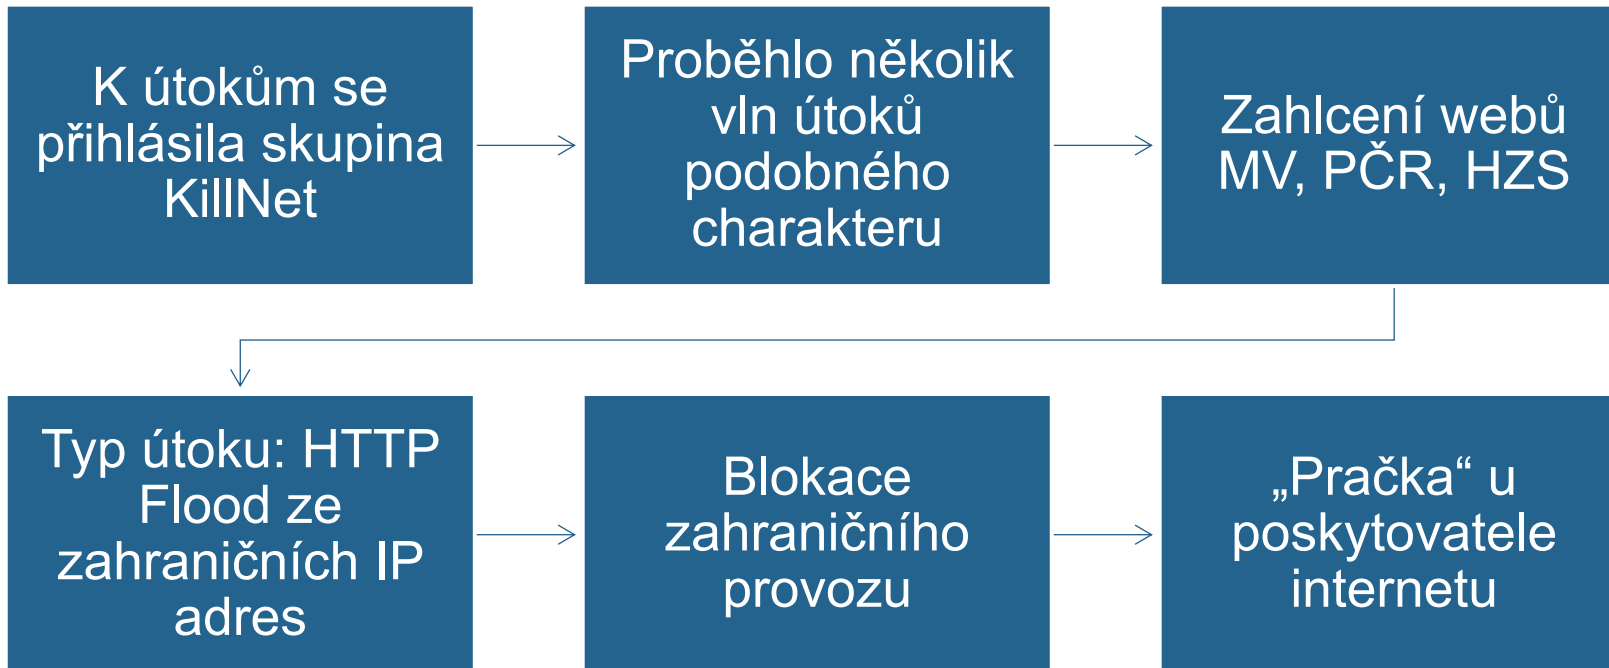 K útokům se
přihlásila skupina
KillNet
Proběhlo několik
vln útoků
podobného
charakteru
Zahlcení webů
MV, PČR, HZS
Typ útoku: HTTP
Flood ze
zahraničních IP
adres
Blokace
zahraničního
provozu
„Pračka“ u
poskytovatele
internetu